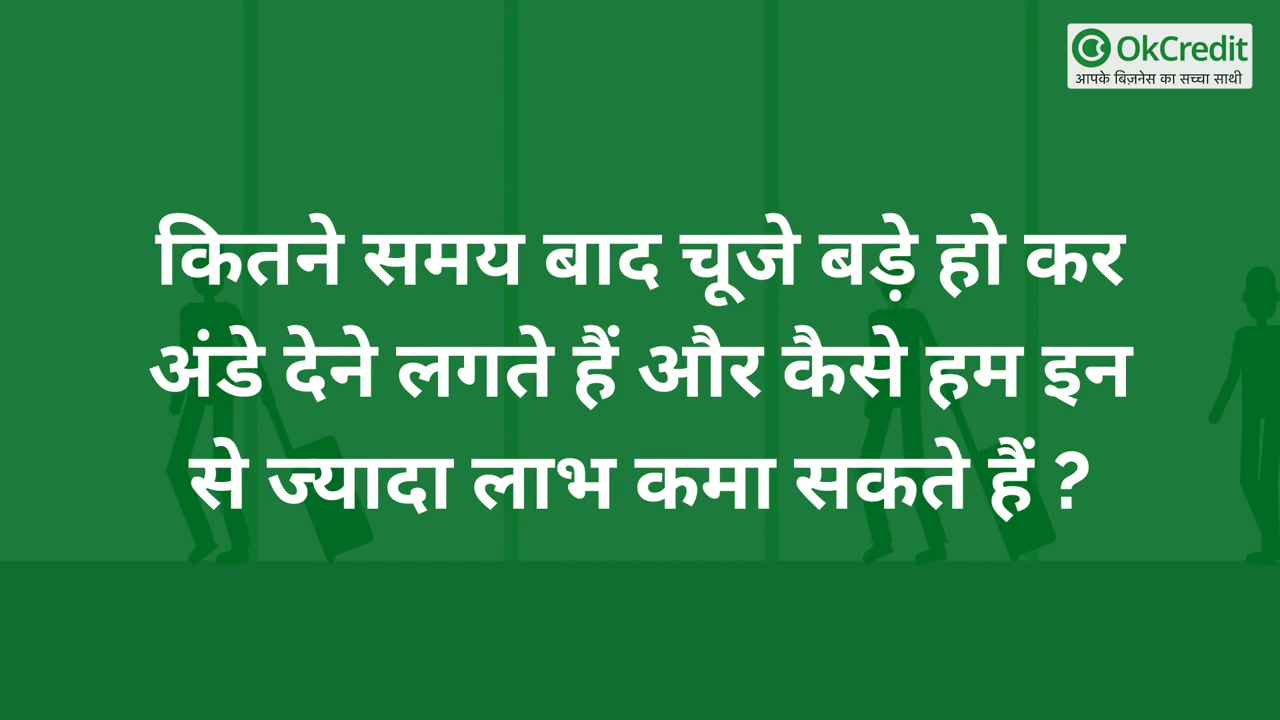 OkCredit
आपके बिज़नेस का सच्चा साथी
कितने समय बाद चूजे बड़े हो कर
अंडे देने लगते हैं और कैसे हम इन
से ज्यादा लाभ कमा सकते हैं ?